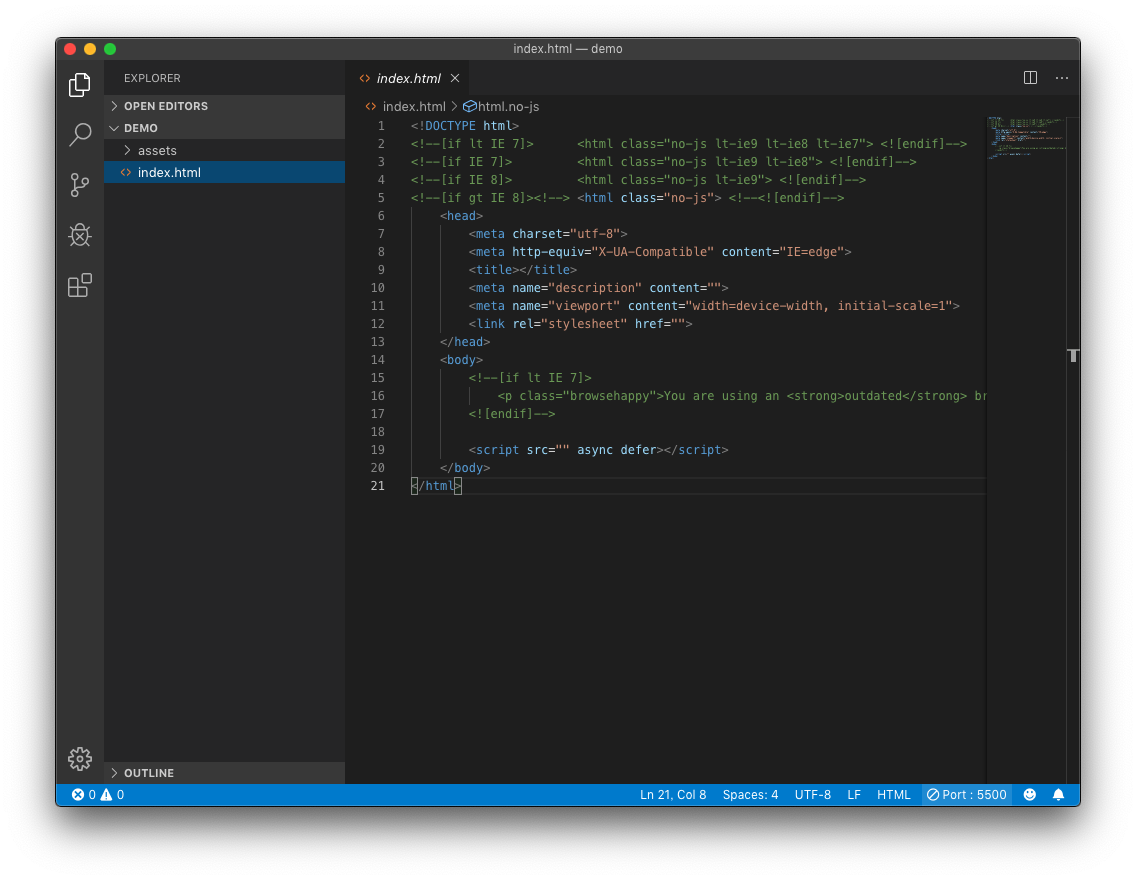 index.html — demo
EXPLORER
OPEN EDITORS
DEMO
assets
index.html
OUTLINE
<> index.html ×
<> index.html > html.no-js
1 <!DOCTYPE html>
2 <!--[if lt IE 7]>      <html class="no-js lt-ie9 lt-ie8 lt-ie7"> <![endif]-->
3 <!--[if IE 7]>         <html class="no-js lt-ie9 lt-ie8"> <![endif]-->
4 <!--[if IE 8]>         <html class="no-js lt-ie9"> <![endif]-->
5 <!--[if gt IE 8]><!--> <html class="no-js"> <!--<![endif]-->
6     <head>
7         <meta charset="utf-8">
8         <meta http-equiv="X-UA-Compatible" content="IE=edge">
9         <title></title>
10         <meta name="description" content="">
11         <meta name="viewport" content="width=device-width, initial-scale=1">
12         <link rel="stylesheet" href="">
13     </head>
14     <body>
15         <!--[if lt IE 7]>
16             <p class="browsehappy">You are using an <strong>outdated</strong> br
17         <![endif]-->
18
19         <script src="" async defer></script>
20     </body>
21 </html>
0 0 Ln 21, Col 8 Spaces: 4 UTF-8 LF HTML Port : 5500